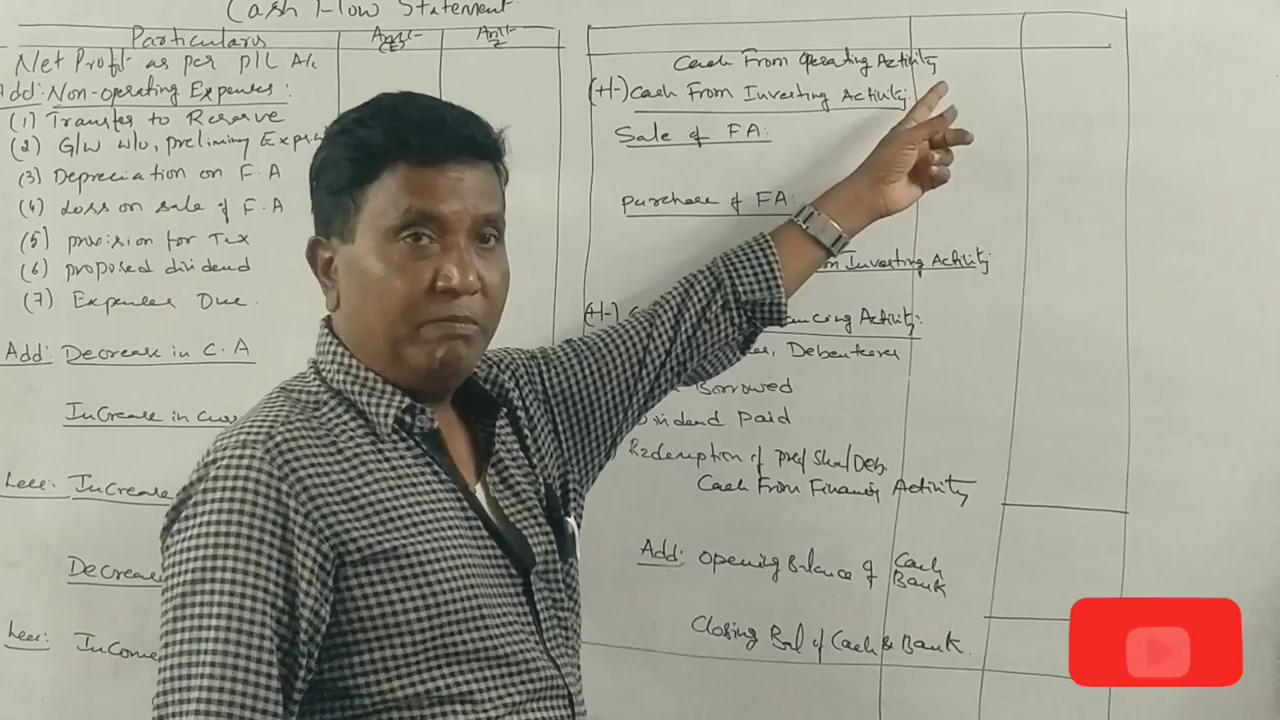 Cash Flow Statement
Particulars
Amt
Amt
Net Profit as per P/L A/c
Add: Non-operating Expenses:
(1) Transfer to Reserve
(2) G/W w/o, preliming Exp
(3) Depreciation on F.A
(4) Loss on sale of F.A
(5) provision for Tax
(6) proposed dividend
(7) Expenses Due.
Add: Decrease in C.A
Increase in
Less: Increase
Decrease
Less: Income
Cash From Operating Activity
(+/-) Cash From Investing Activity:
Sale of FA:
Purchase of FA:
Investing Activity
(+/-)
Activity:
Debentures
Borrowed
Dividend Paid
Redemption of Pref Share/Deb.
Cash From Financing Activity
Add: Opening Balance of Cash
Bank
Closing Bal of Cash & Bank.